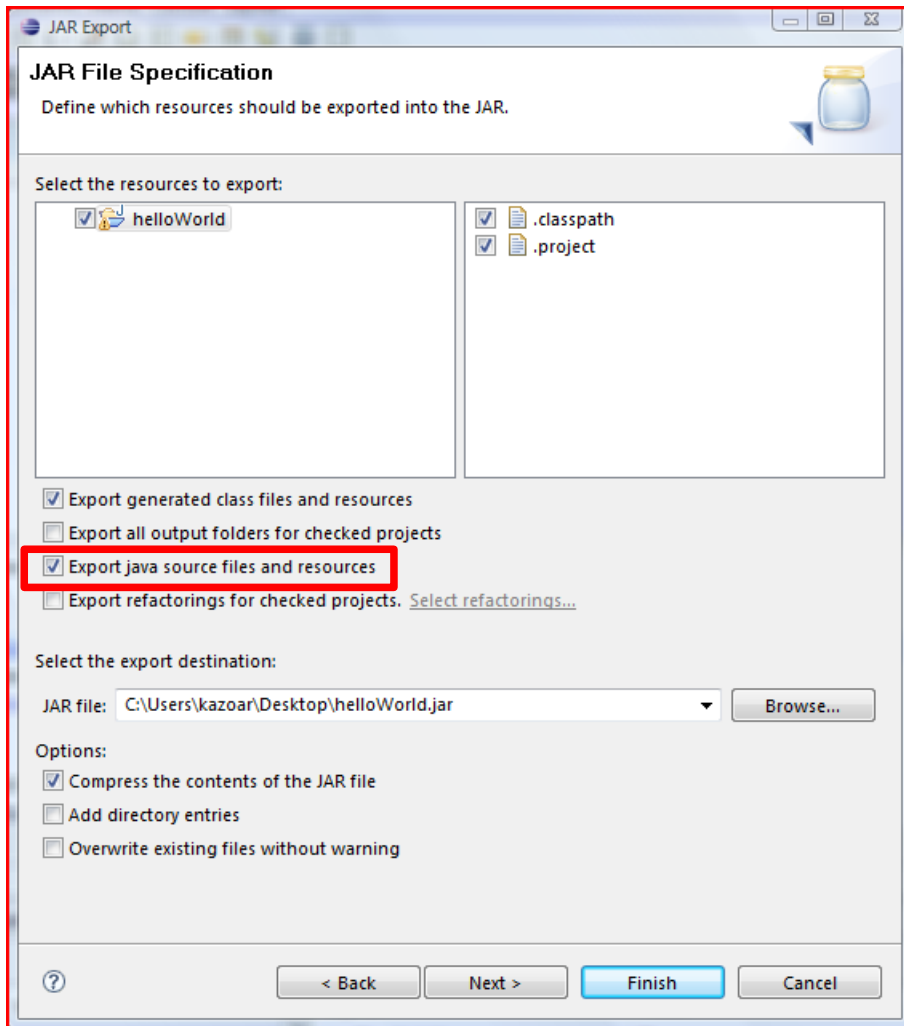 JAR Export
JAR File Specification
Define which resources should be exported into the JAR.
Select the resources to export:
helloWorld
.classpath
.project
Export generated class files and resources
Export all output folders for checked projects
Export java source files and resources
Export refactorings for checked projects. Select refactorings...
Select the export destination:
JAR file: C:\Users\kazoar\Desktop\helloWorld.jar Browse...
Options:
Compress the contents of the JAR file
Add directory entries
Overwrite existing files without warning
? < Back Next > Finish Cancel